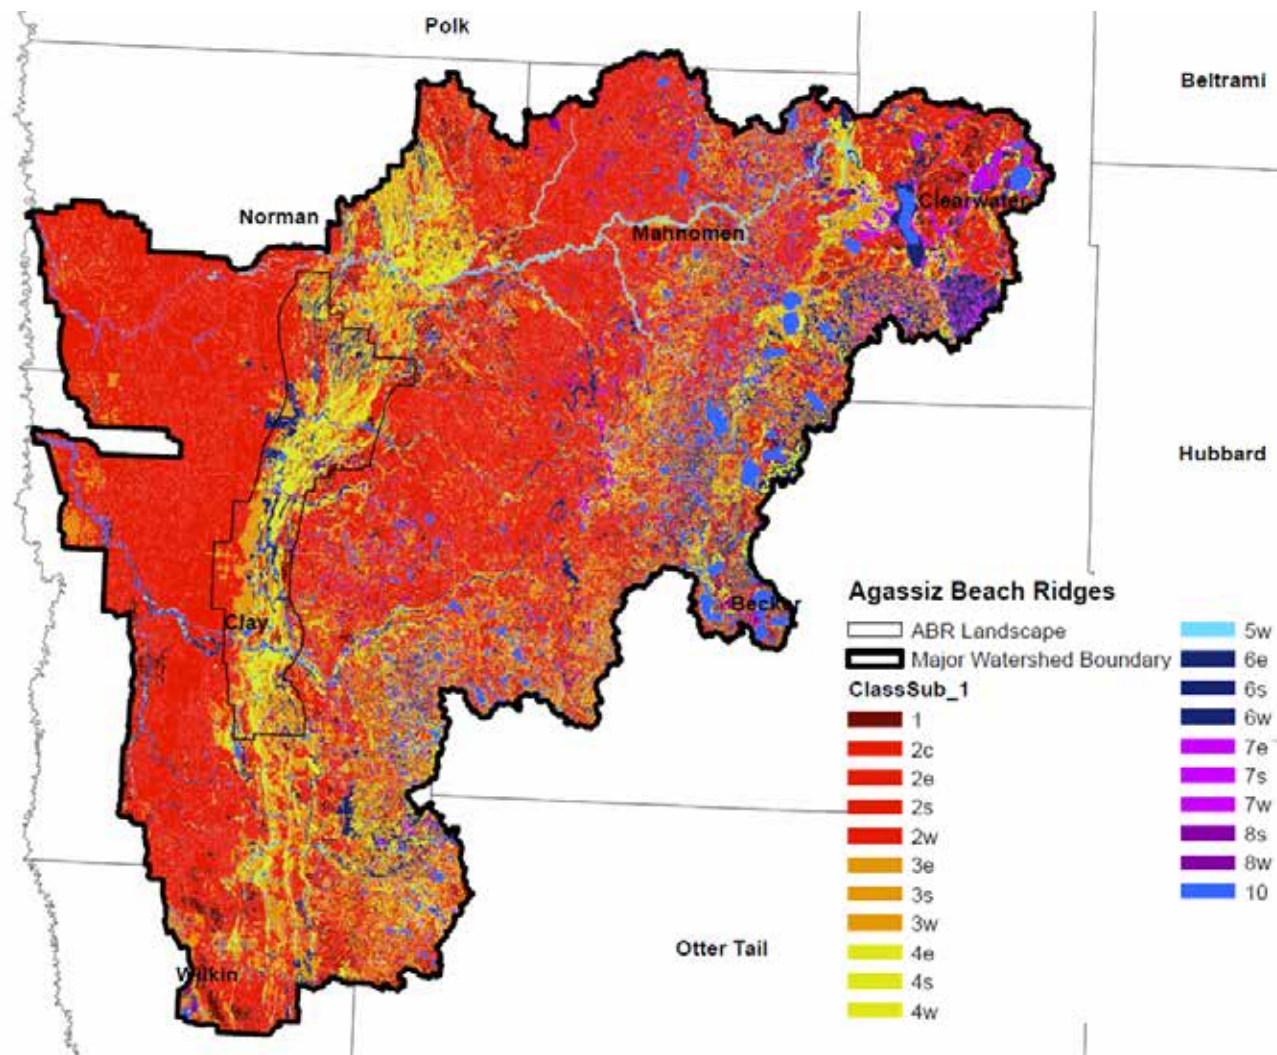 Polk
Beltrami
Norman
Clearwater
Mahnomen
Hubbard
Becker
Clay
Otter Tail
Wilkin
Agassiz Beach Ridges
ABR Landscape
Major Watershed Boundary
ClassSub_1
1
2c
2e
2s
2w
3e
3s
3w
4e
4s
4w
5w
6e
6s
6w
7e
7s
7w
8s
8w
10